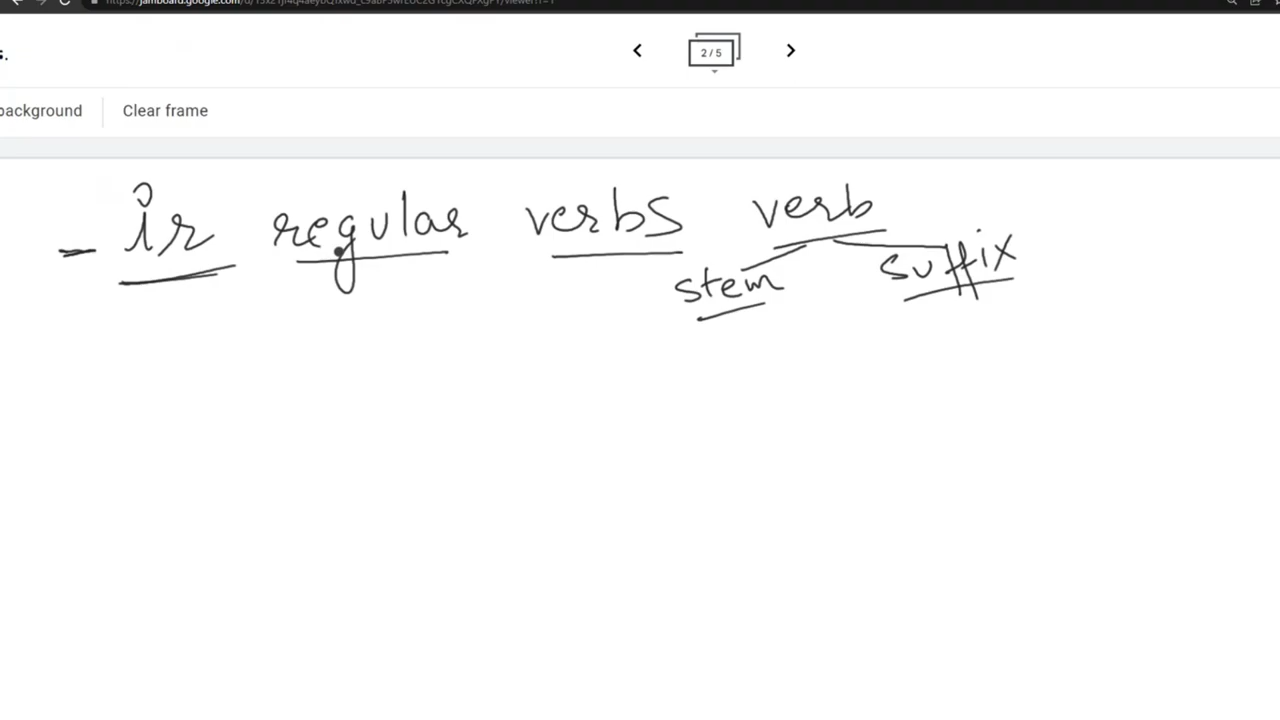 s.
2 / 5
background Clear frame
- ir regular verbs verb
stem suffix